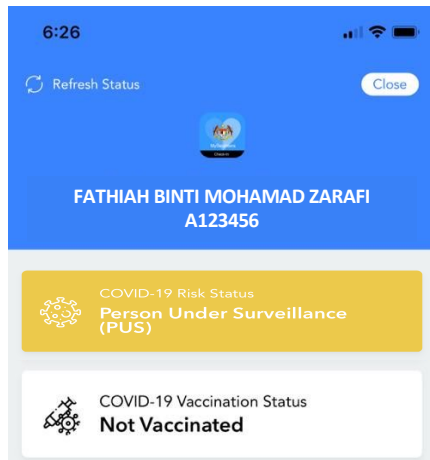 6:26
Refresh Status
Close
FATHIAH BINTI MOHAMAD ZARAFI
A123456
COVID-19 Risk Status
Person Under Surveillance
(PUS)
COVID-19 Vaccination Status
Not Vaccinated